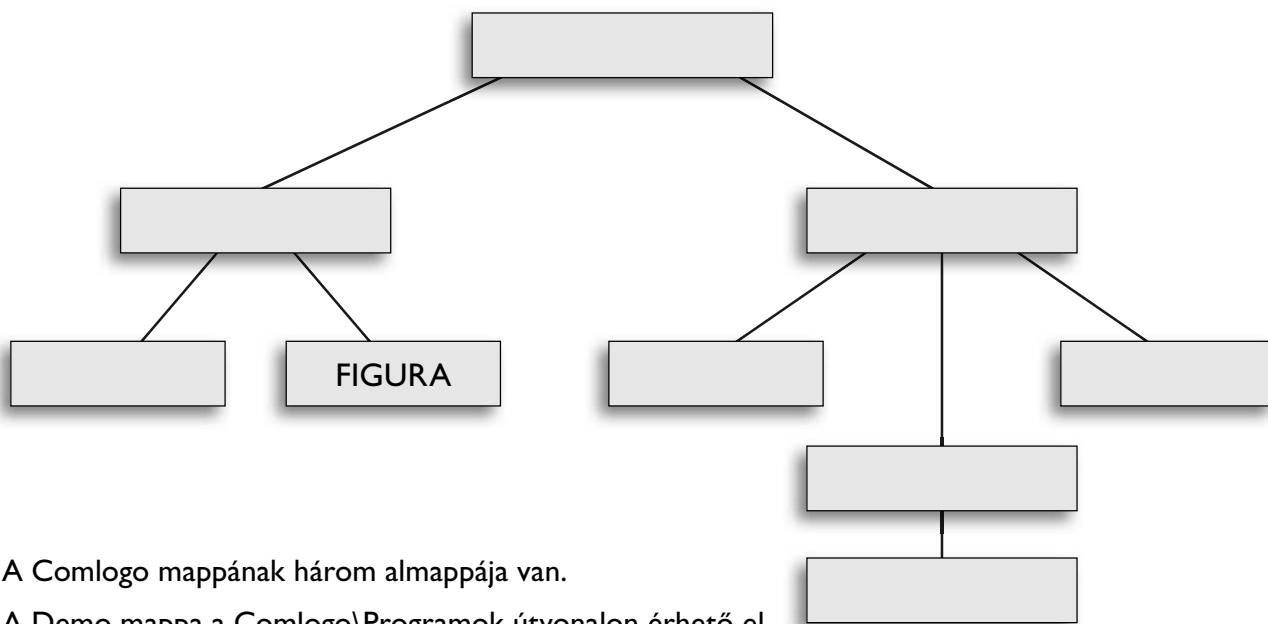 FIGURA
A Comlogo mappának három almappája van.
A Demo mappa a Comlogo\Programok útvonalon érhető el